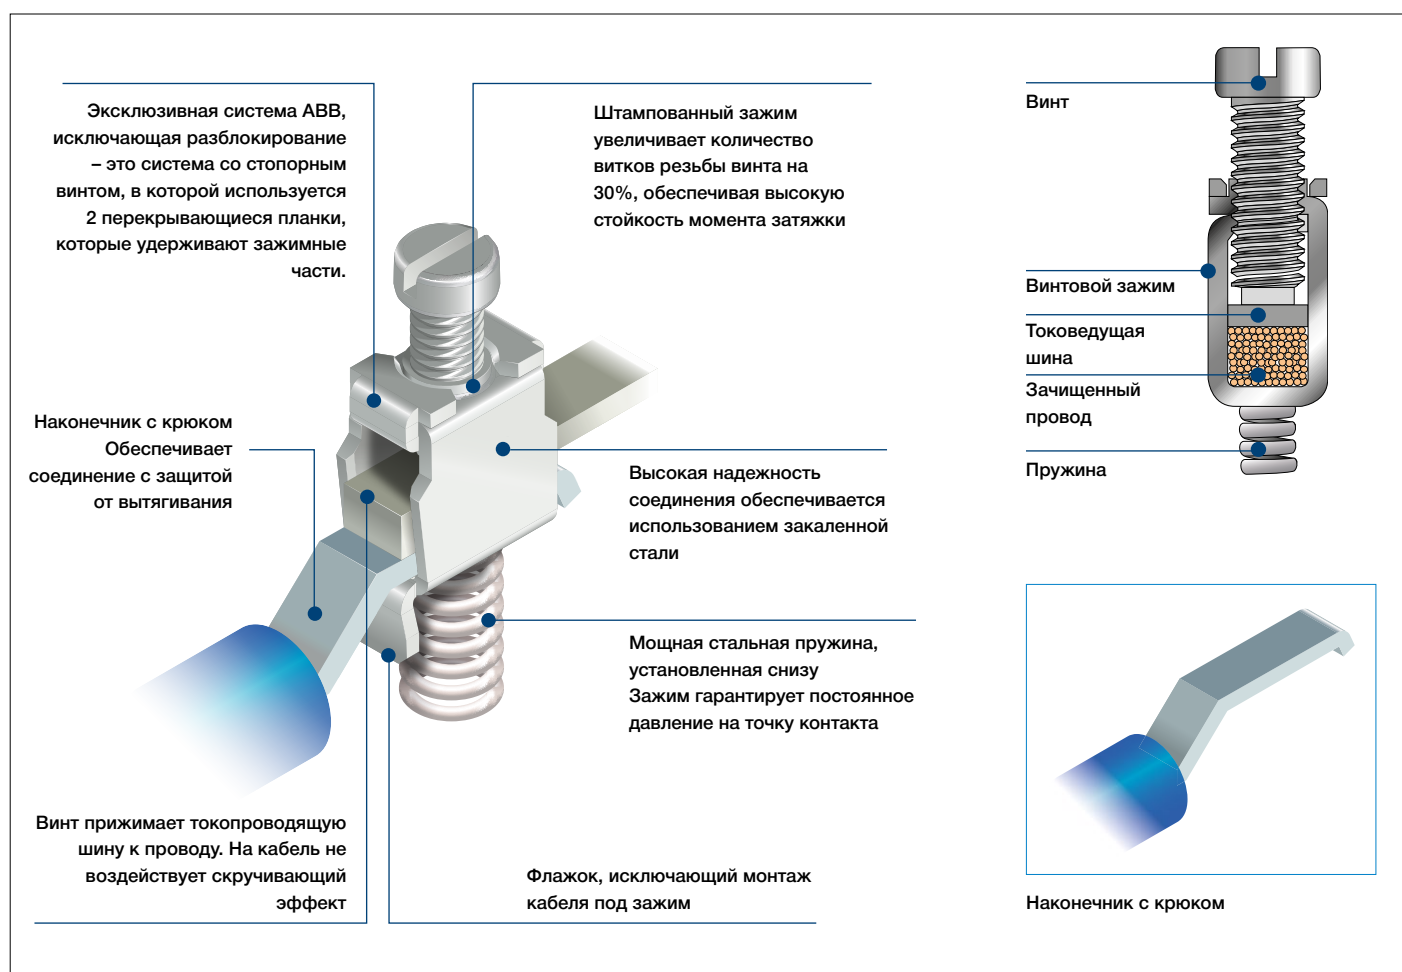 Эксклюзивная система ABB,
исключающая разблокирование
– это система со стопорным
винтом, в которой используется
2 перекрывающиеся планки,
которые удерживают зажимные
части.
Штампованный зажим
увеличивает количество
витков резьбы винта на
30%, обеспечивая высокую
стойкость момента затяжки
Наконечник с крюком
Обеспечивает
соединение с защитой
от вытягивания
Высокая надежность
соединения обеспечивается
использованием закаленной
стали
Мощная стальная пружина,
установленная снизу
Зажим гарантирует постоянное
давление на точку контакта
Винт прижимает токопроводящую
шину к проводу. На кабель не
воздействует скручивающий
эффект
Флажок, исключающий монтаж
кабеля под зажим
Винт
Винтовой зажим
Токоведущая
шина
Зачищенный
провод
Пружина
Наконечник с крюком